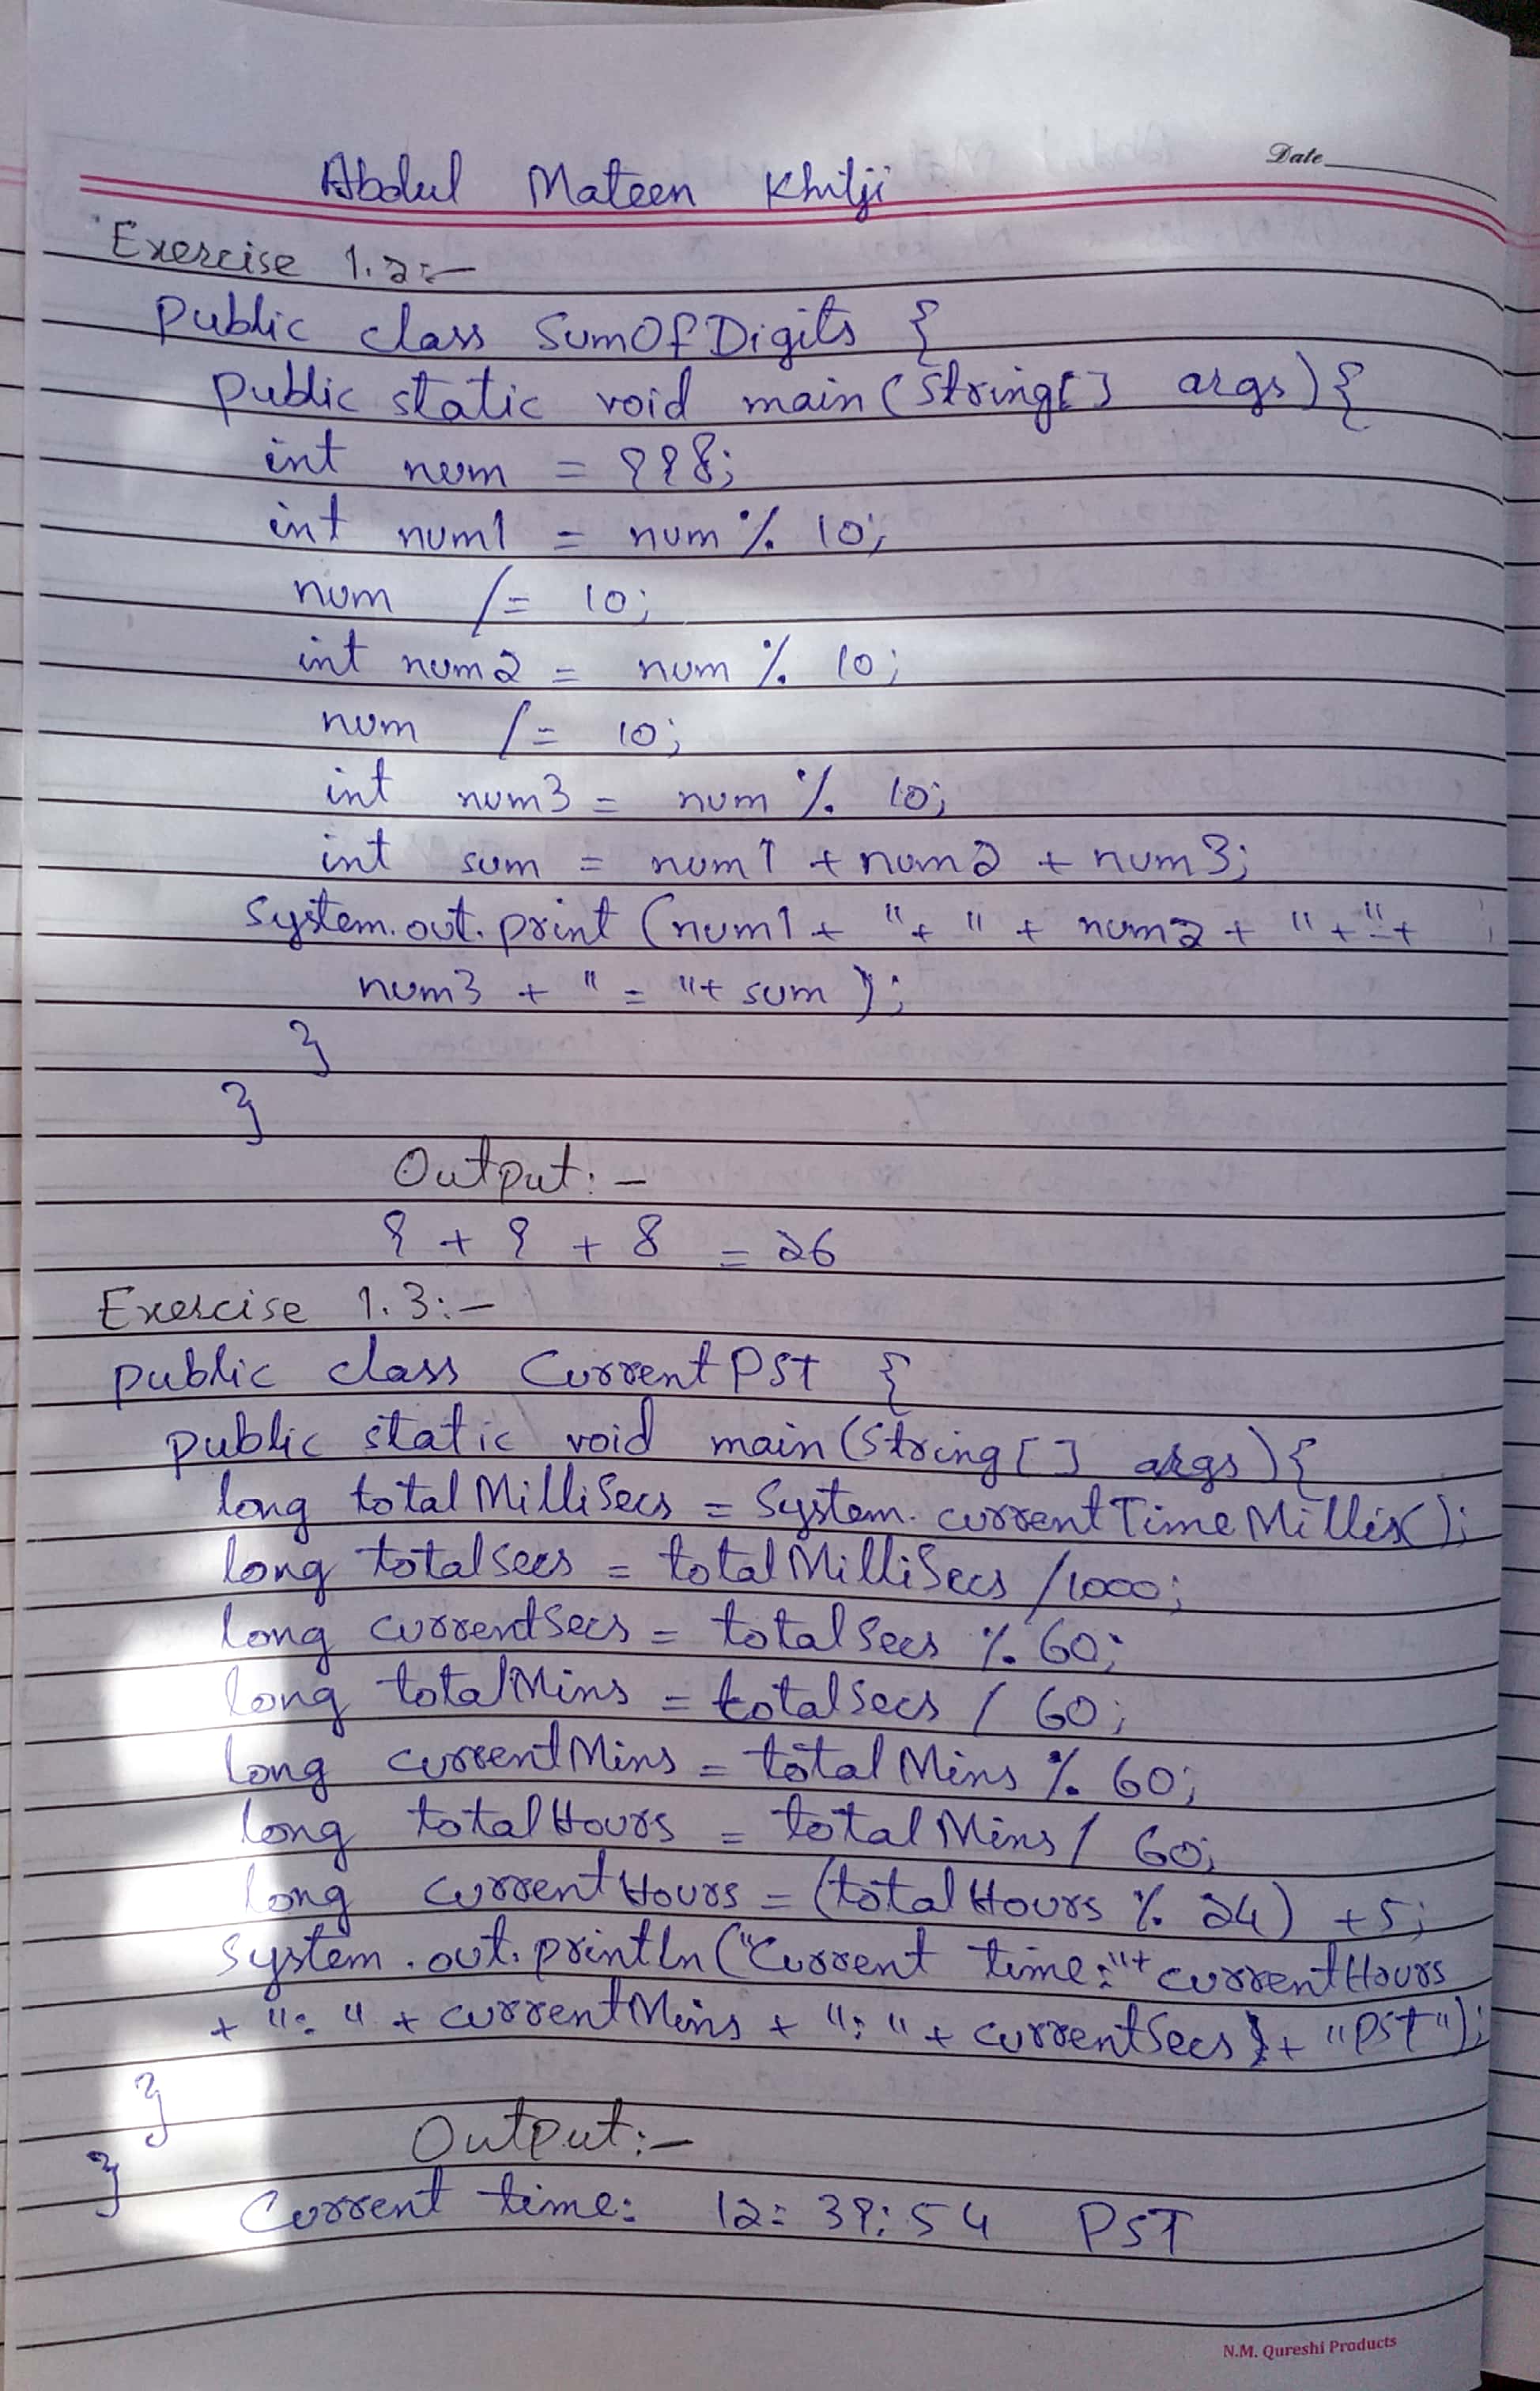 Date
Abdul Mateen Khilji
Exercise 1.2:-
public class SumOfDigits {
public static void main (String[] args) {
int num = 998;
int num1 = num % 10;
num /= 10;
int num2 = num % 10;
num /= 10;
int num3 = num % 10;
int sum = num1 + num2 + num3;
System.out.print (num1 + "+" + num2 + "+" +
num3 + "=" + sum );
}
}
Output:-
9 + 9 + 8 = 26
Exercise 1.3:-
public class CurrentPST {
public static void main (String [] args) {
long totalMilliSecs = System.currentTimeMillis();
long totalSecs = totalMilliSecs /1000;
long currentSecs = totalSecs % 60;
long totalMins = totalSecs / 60;
long currentMins = totalMins % 60;
long totalHours = totalMins / 60;
long currentHours = (totalHours % 24) + 5;
System.out.println ("Current time:"+ currentHours
+ ":" + currentMins + ":" + currentSecs + "PST");
}
}
Output:-
Current time: 12:39:54 PST
N.M. Qureshi Products